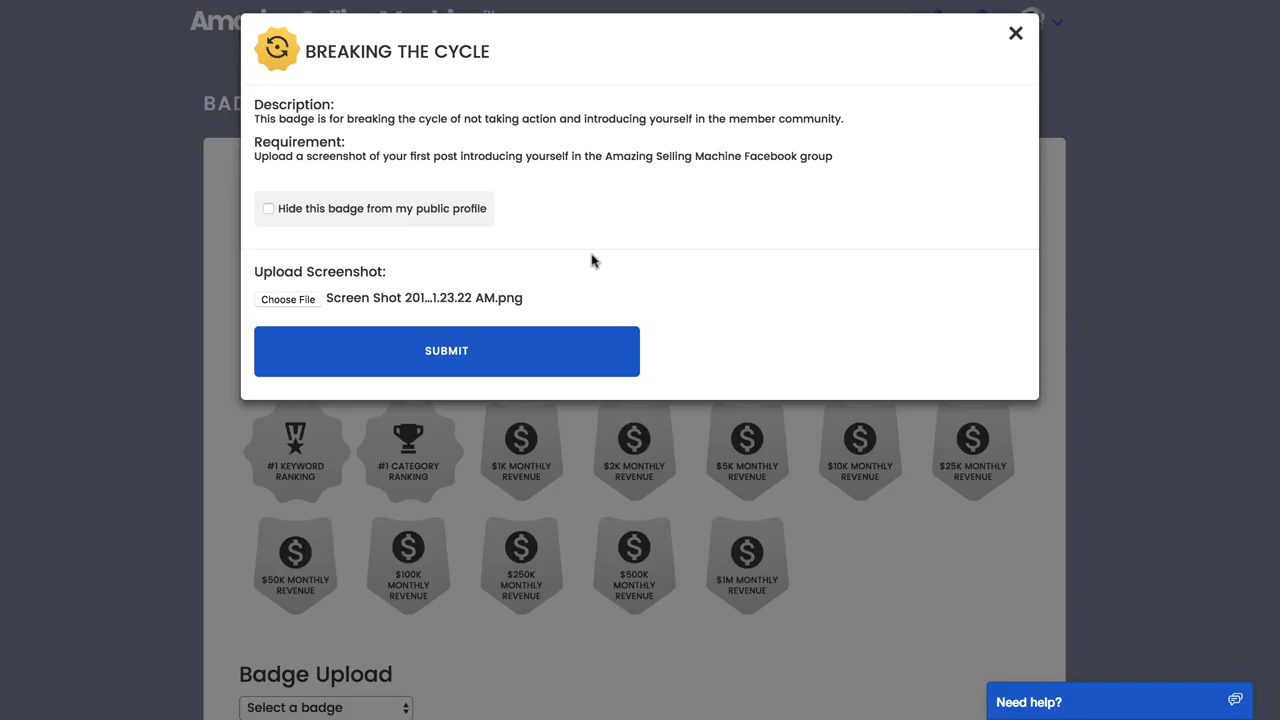 BREAKING THE CYCLE
Description:
This badge is for breaking the cycle of not taking action and introducing yourself in the member community.
Requirement:
Upload a screenshot of your first post introducing yourself in the Amazing Selling Machine Facebook group
Hide this badge from my public profile
Upload Screenshot:
Choose File Screen Shot 201...1.23.22 AM.png
SUBMIT
#1 KEYWORD
RANKING
#1 CATEGORY
RANKING
$1K MONTHLY
REVENUE
$2K MONTHLY
REVENUE
$5K MONTHLY
REVENUE
$10K MONTHLY
REVENUE
$25K MONTHLY
REVENUE
$50K MONTHLY
REVENUE
$100K
MONTHLY
REVENUE
$250K
MONTHLY
REVENUE
$500K
MONTHLY
REVENUE
$1M MONTHLY
REVENUE
Badge Upload
Select a badge
Need help?